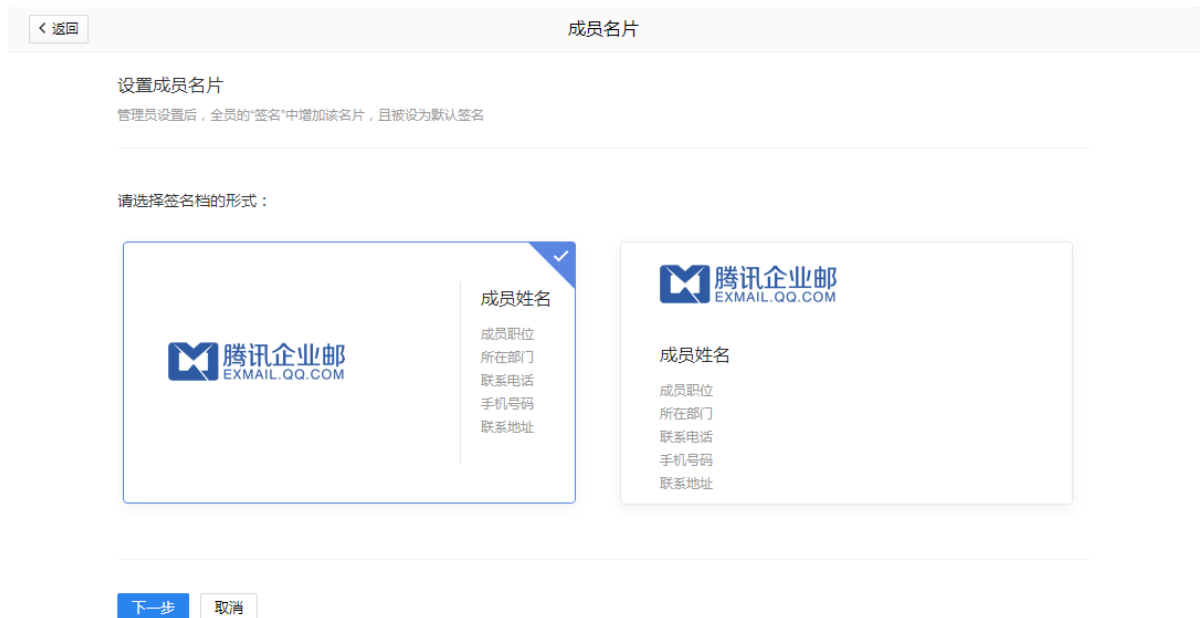 返回
成员名片
设置成员名片
管理员设置后，全员的“签名”中增加该名片，且被设为默认签名
请选择签名档的形式：
腾讯企业邮
EXMAIL.QQ.COM
成员姓名
成员职位
所在部门
联系电话
手机号码
联系地址
腾讯企业邮
EXMAIL.QQ.COM
成员姓名
成员职位
所在部门
联系电话
手机号码
联系地址
下一步
取消